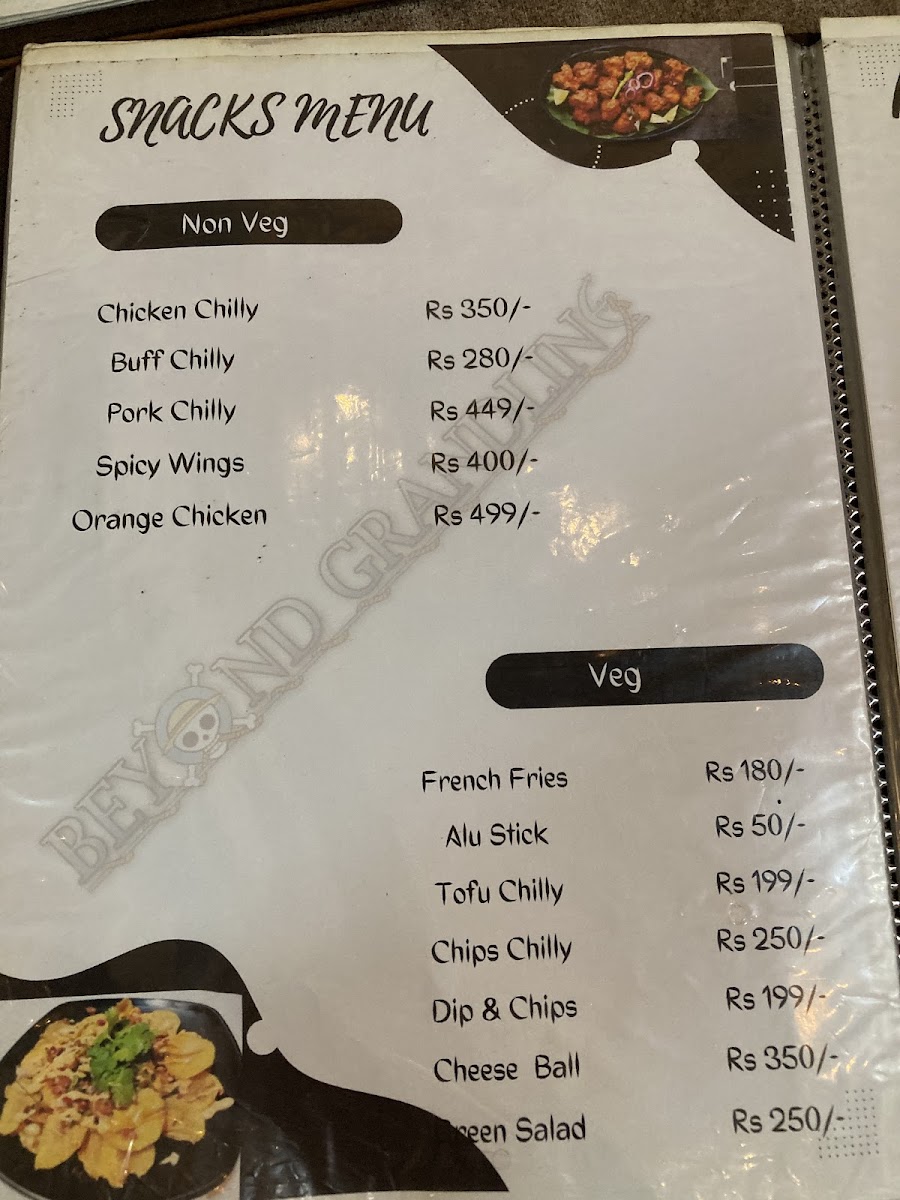 SNACKS MENU
Non Veg
Chicken Chilly Rs 350/-
Buff Chilly Rs 280/-
Pork Chilly Rs 449/-
Spicy Wings Rs 400/-
Orange Chicken Rs 499/-
BEYOND GRANDLING
Veg
French Fries Rs 180/-
Alu Stick Rs 50/-
Tofu Chilly Rs 199/-
Chips Chilly Rs 250/-
Dip & Chips Rs 199/-
Cheese Ball Rs 350/-
Green Salad Rs 250/-